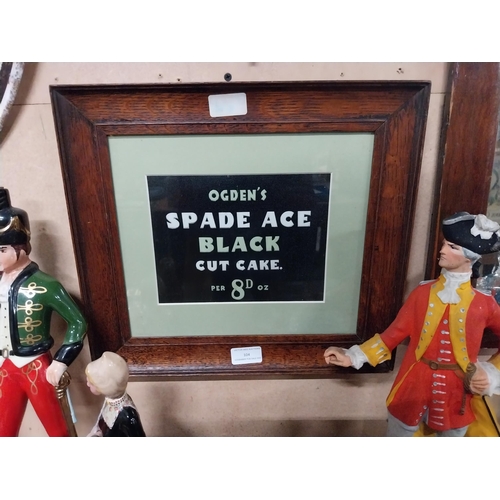 OGDEN'S
SPADE ACE
BLACK
CUT CAKE.
PER 8D OZ